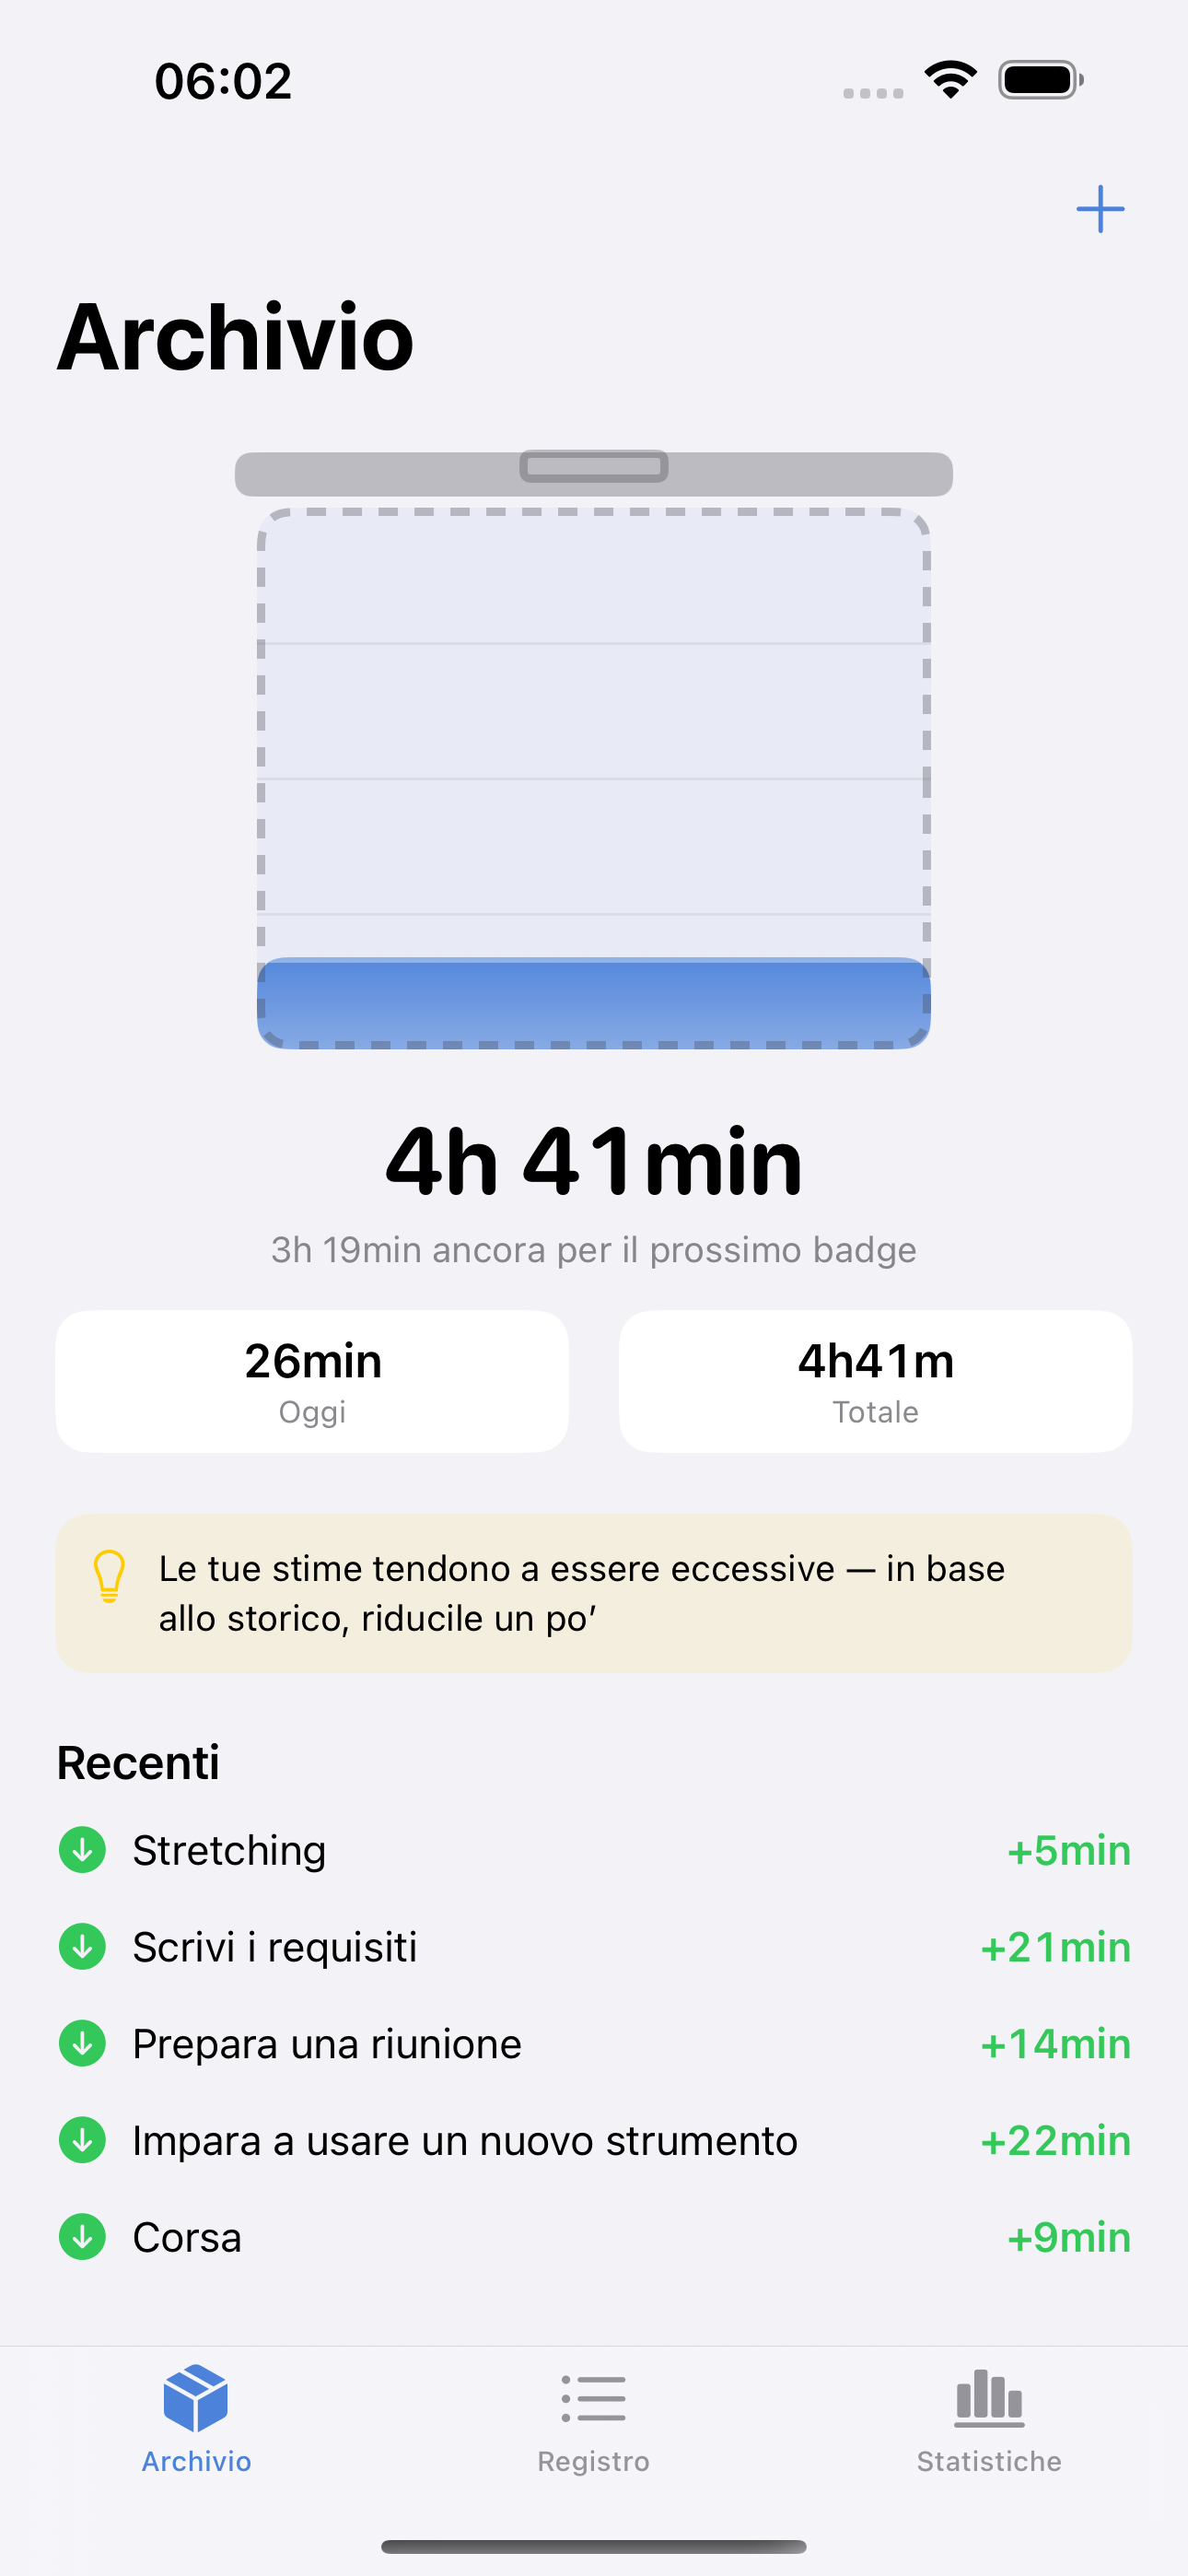 06:02
Archivio
4h 41min
3h 19min ancora per il prossimo badge
26min
Oggi
4h41m
Totale
Le tue stime tendono a essere eccessive — in base
allo storico, riducile un po’
Recenti
Stretching +5min
Scrivi i requisiti +21min
Prepara una riunione +14min
Impara a usare un nuovo strumento +22min
Corsa +9min
Archivio Registro Statistiche